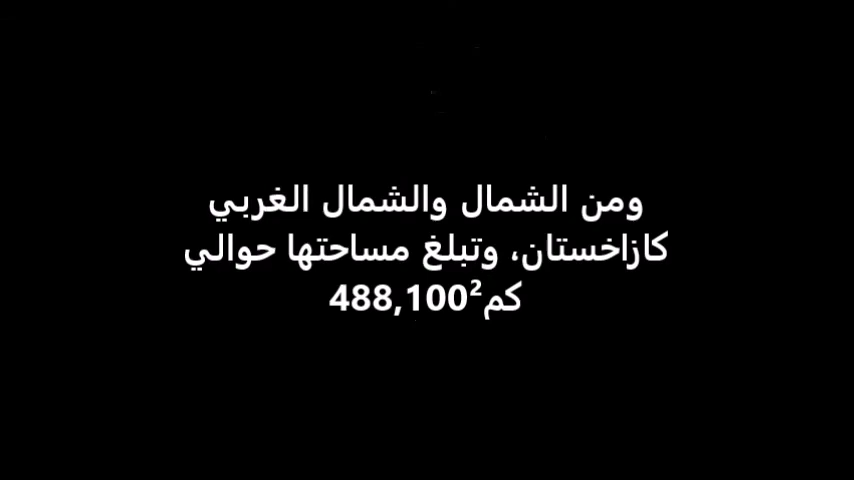 ومن الشمال والشمال الغربي
كازاخستان، وتبلغ مساحتها حوالي
488,100 كم²